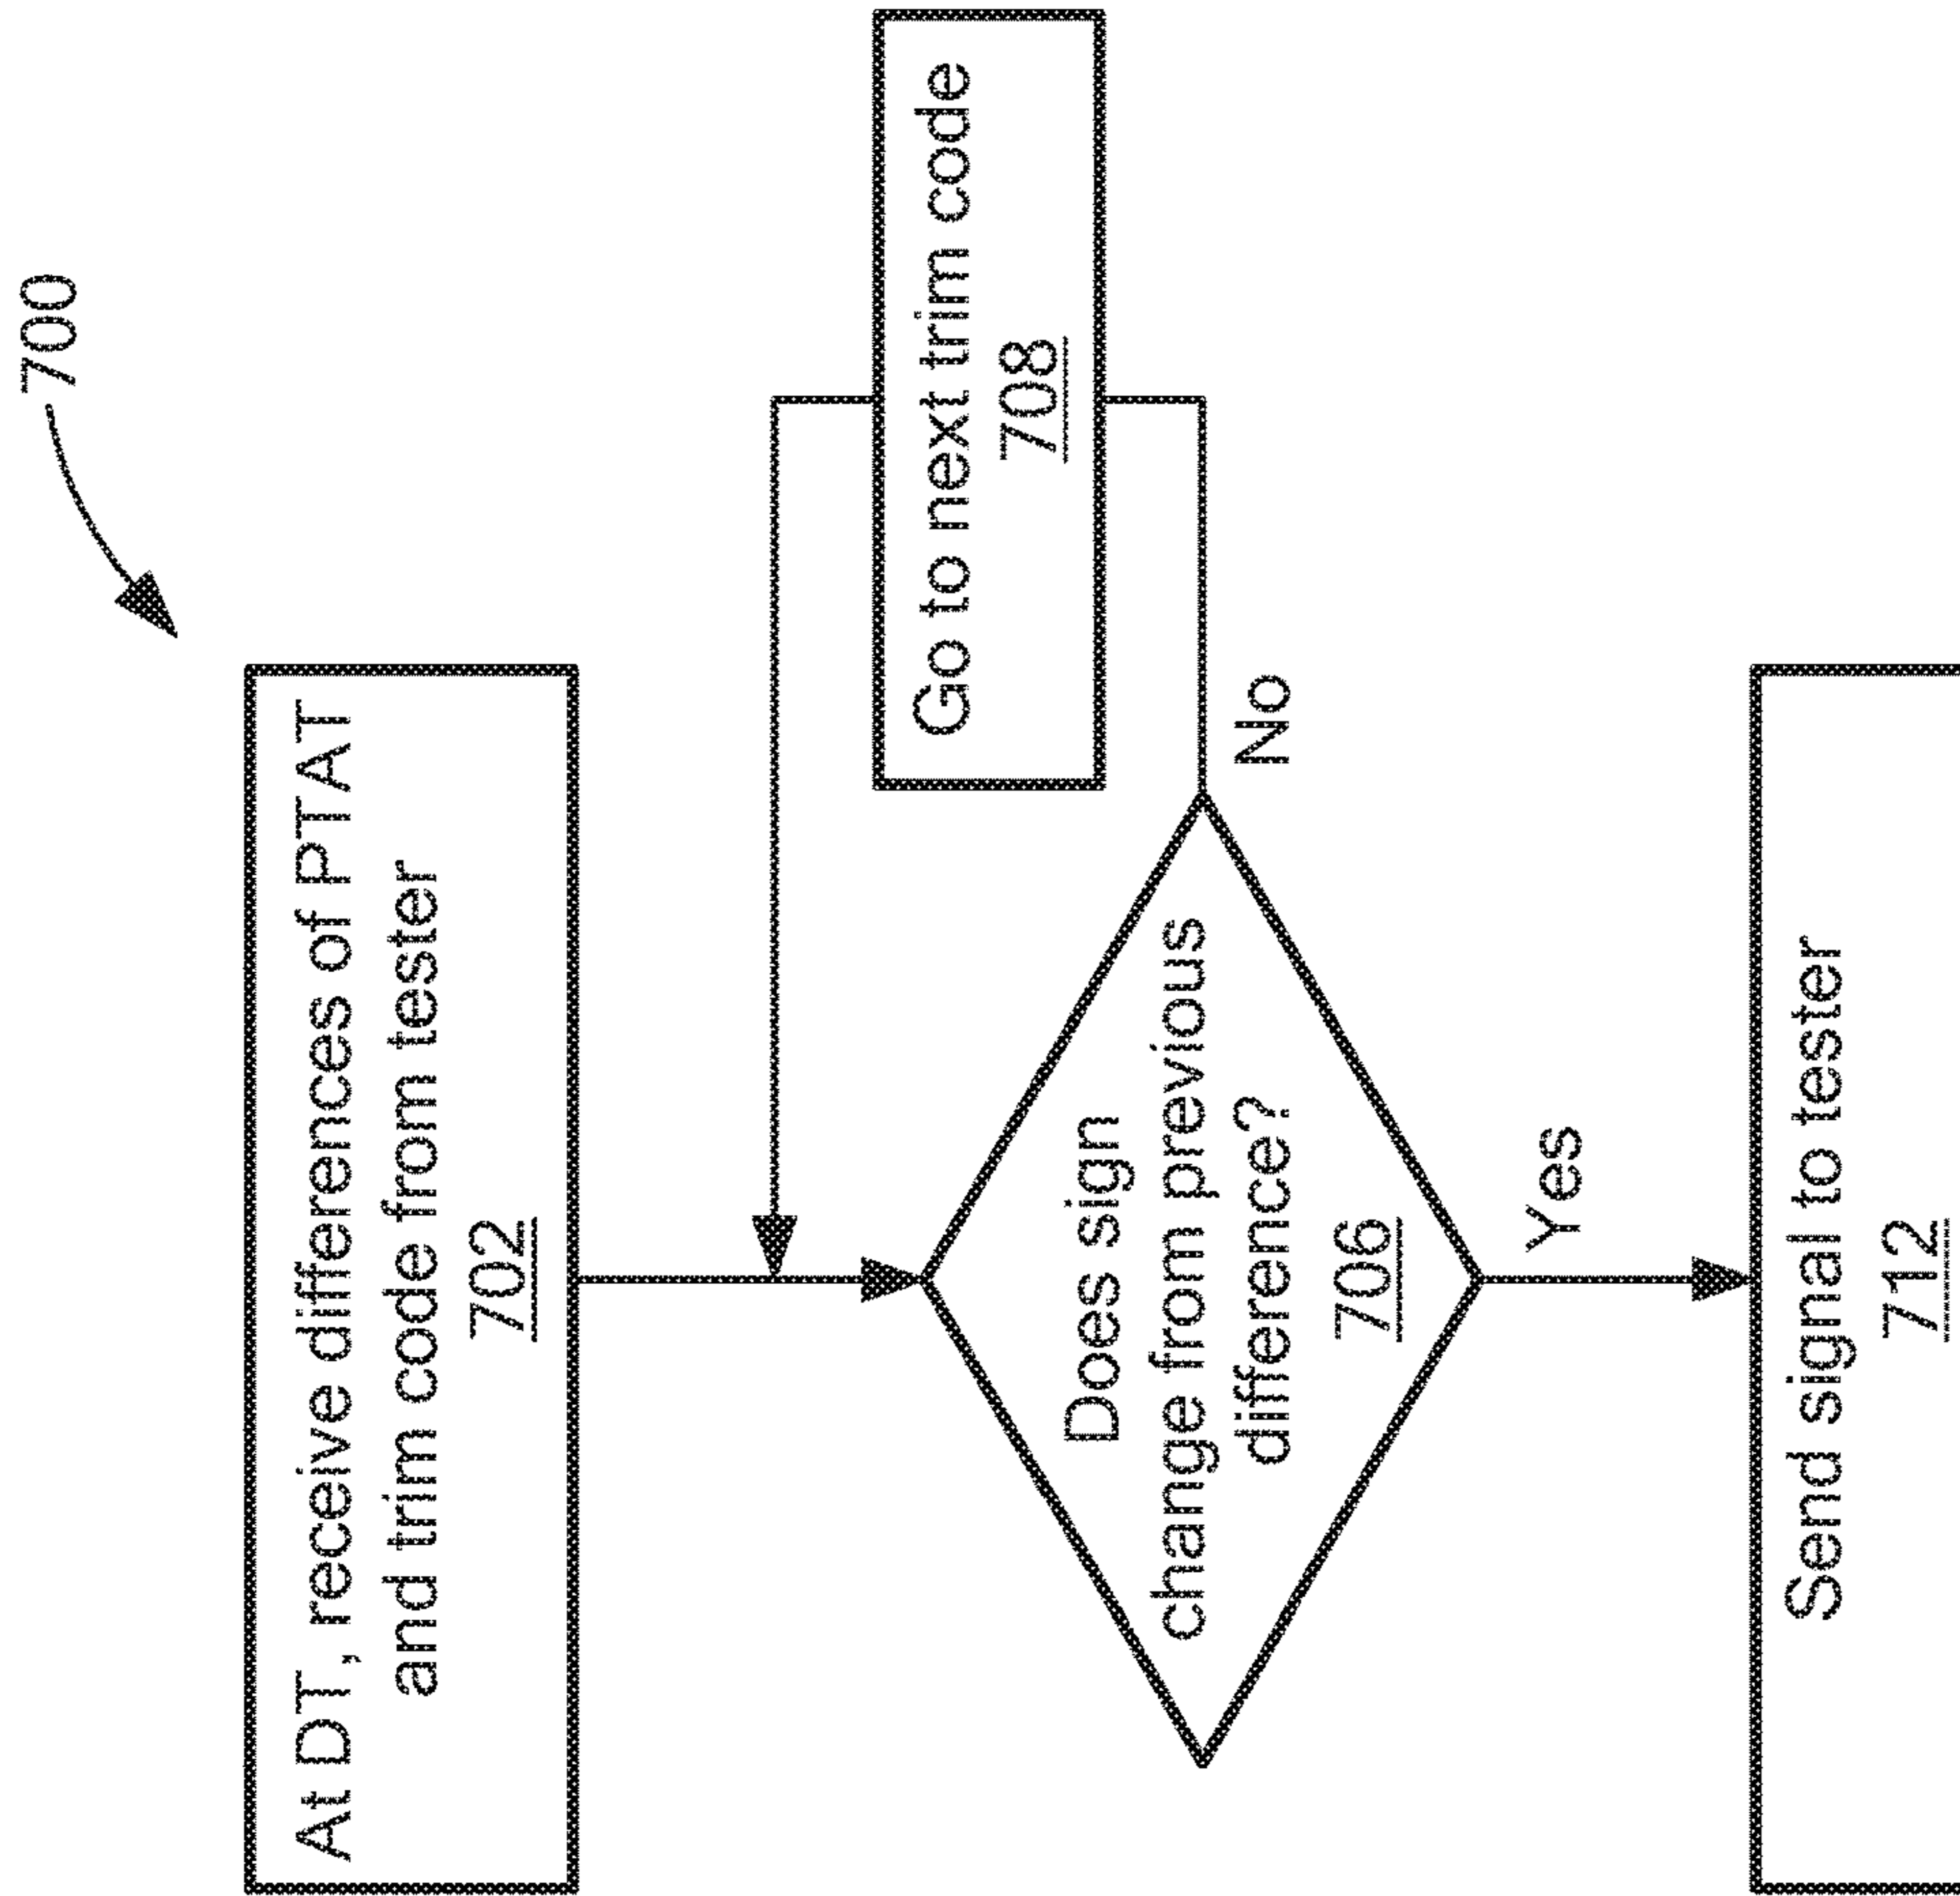 700
At DT, receive differences of PTAT
and trim code from tester
702
Go to next trim code
708
Does sign
change from previous
difference?
706
No
Yes
Send signal to tester
712